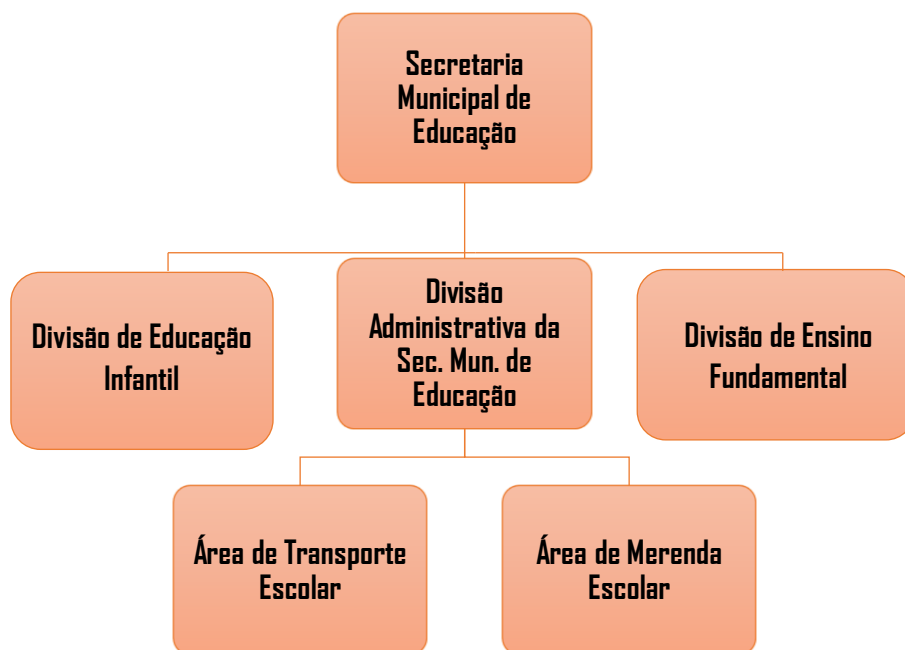 Secretaria
Municipal de
Educação
Divisão de Educação
Infantil
Divisão
Administrativa da
Sec. Mun. de
Educação
Divisão de Ensino
Fundamental
Área de Transporte
Escolar
Área de Merenda
Escolar